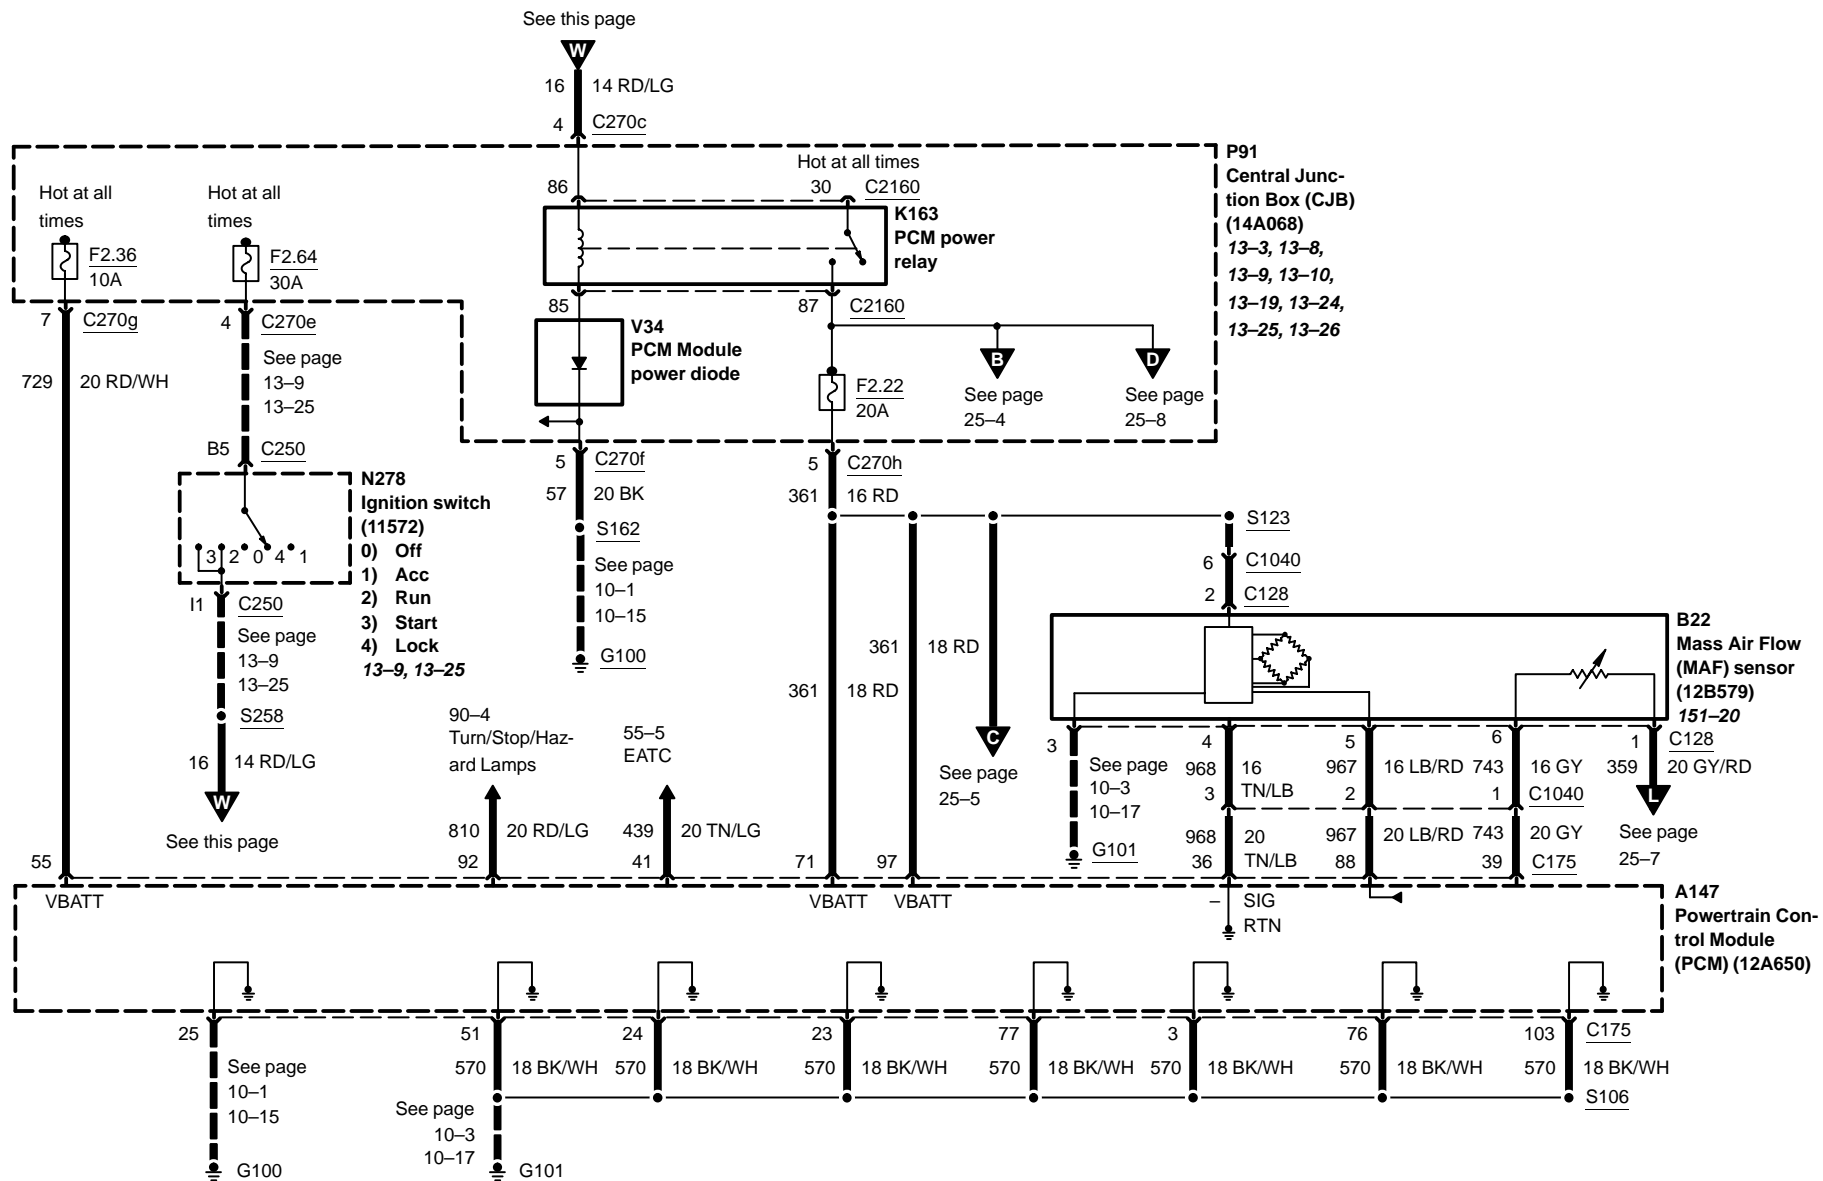 See this page
W
16 14 RD/LG
4 C270c
Hot at all times
Hot at all
times
Hot at all
times
86 30 C2160
K163
PCM power
relay
F2.36
10A
F2.64
30A
P91
Central Junc-
tion Box (CJB)
(14A068)
13–3, 13–8,
13–9, 13–10,
13–19, 13–24,
13–25, 13–26
85 87 C2160
7 C270g
4 C270e
V34
PCM Module
power diode
B
D
See page
13–9
13–25
F2.22
20A
See page
25–4
See page
25–8
729 20 RD/WH
B5 C250
5 C270f
57 20 BK
S162
See page
10–1
10–15
G100
5 C270h
361 16 RD
S123
6 C1040
2 C128
N278
Ignition switch
(11572)
0) Off
1) Acc
2) Run
3) Start
4) Lock
13–9, 13–25
3 2 0 4 1
I1 C250
See page
13–9
13–25
S258
16 14 RD/LG
W
See this page
361 18 RD
361 18 RD
C
See page
25–5
B22
Mass Air Flow
(MAF) sensor
(12B579)
151–20
90–4
Turn/Stop/Haz-
ard Lamps
55–5
EATC
3
See page
10–3
10–17
G101
4 5 6 1 C128
968 16
TN/LB
967 16 LB/RD
743 16 GY
359 20 GY/RD
3 2 1 C1040
L
See page
25–7
968 20
TN/LB
967 20 LB/RD
743 20 GY
810 20 RD/LG
439 20 TN/LG
55 92 41 71 97 36 88 39 C175
VBATT VBATT VBATT
– SIG
RTN
A147
Powertrain Con-
trol Module
(PCM) (12A650)
25 51 24 23 77 3 76 103 C175
See page
10–1
10–15
570 18 BK/WH 570 18 BK/WH 570 18 BK/WH 570 18 BK/WH 570 18 BK/WH 570 18 BK/WH 570 18 BK/WH
S106
See page
10–3
10–17
G100
G101